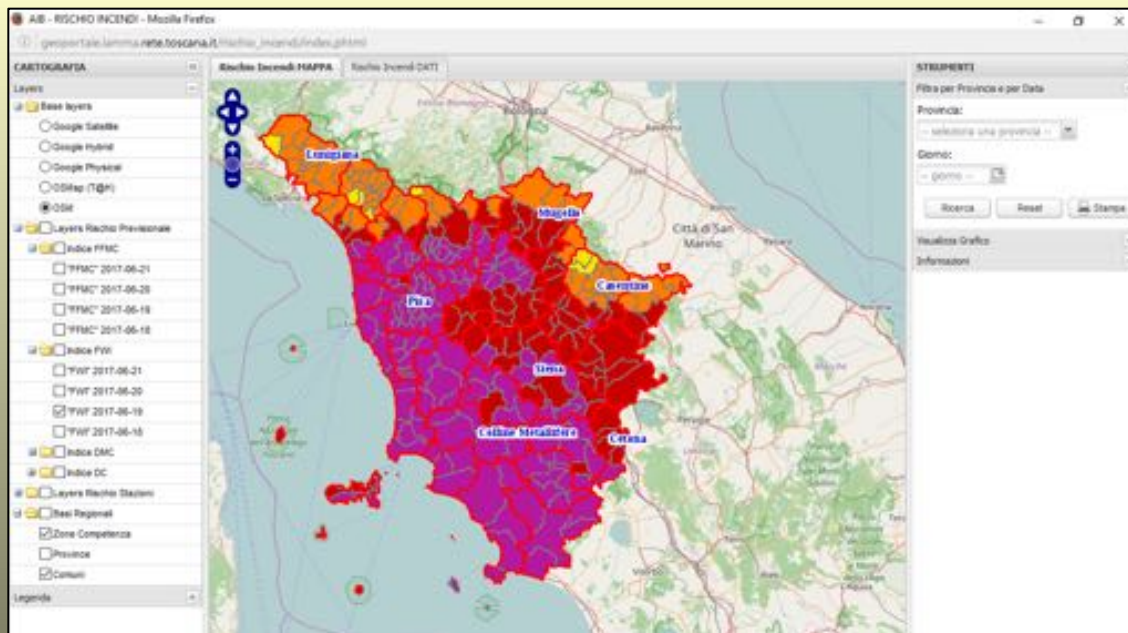 AIB - RISCHIO INCENDI - Mozilla Firefox
geoportale.lamma.rete.toscana.it/rischio_incendi/index.phtml
CARTOGRAFIA
Layers
Base layers
Google Satellite
Google Hybrid
Google Physical
OSMap (T@H)
OSM
Layers Rischio Previsionale
Indice FFMC
"FFMC" 2017-06-21
"FFMC" 2017-06-20
"FFMC" 2017-06-19
"FFMC" 2017-06-18
Indice FWI
"FWI" 2017-06-21
"FWI" 2017-06-20
"FWI" 2017-06-19
"FWI" 2017-06-18
Indice DMC
Indice DC
Layers Rischio Stazioni
Basi Regionali
Zone Competenza
Province
Comuni
Legenda
Rischio Incendi MAPPA
Rischio Incendi DATI
Bologna
Lunigiana
Mugello
Città di San
Marino
Casentino
Pisa
Siena
Colline Metallifere
Cetona
Perugia
Viterbo
STRUMENTI
Filtra per Provincia e per Data
Provincia:
-- seleziona una provincia --
Giorno:
-- giorno --
Ricerca
Reset
Stampa
Visualizza Grafico
Informazioni